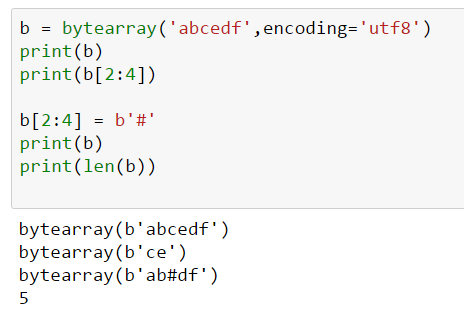 b = bytearray('abcedf',encoding='utf8')
print(b)
print(b[2:4])
b[2:4] = b'#'
print(b)
print(len(b))
bytearray(b'abcedf')
bytearray(b'ce')
bytearray(b'ab#df')
5